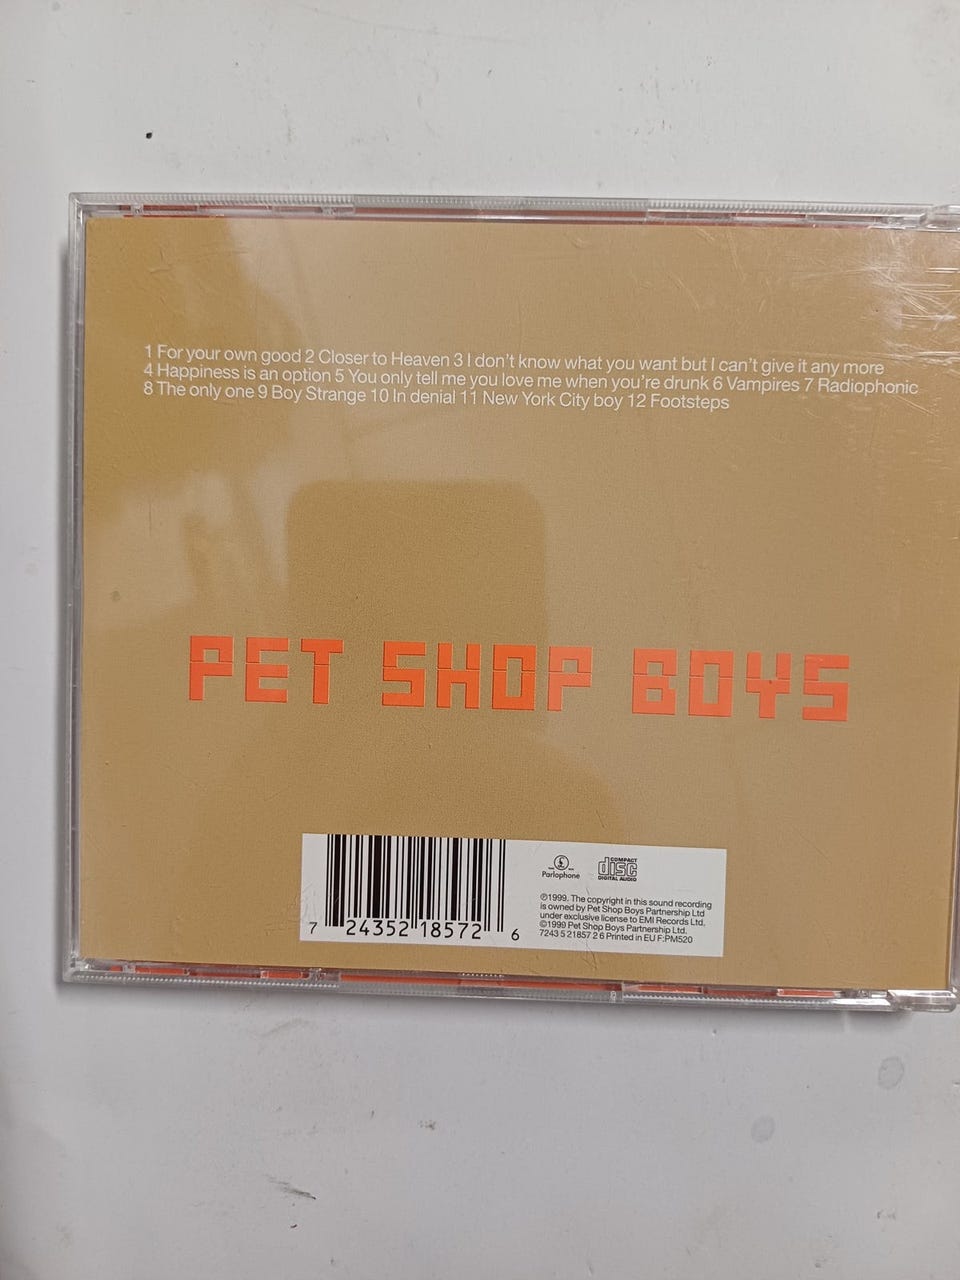 1 For your own good 2 Closer to Heaven 3 I don't know what you want but I can't give it any more
4 Happiness is an option 5 You only tell me you love me when you're drunk 6 Vampires 7 Radiophonic
8 The only one 9 Boy Strange 10 In denial 11 New York City boy 12 Footsteps
PET SHOP BOYS
7 24352 18572 6
Parlophone
COMPACT
disc
DIGITAL AUDIO
℗1999. The copyright in this sound recording
is owned by Pet Shop Boys Partnership Ltd
under exclusive license to EMI Records Ltd.
©1999 Pet Shop Boys Partnership Ltd.
7243 5 21857 2 6 Printed in EU F:PM520